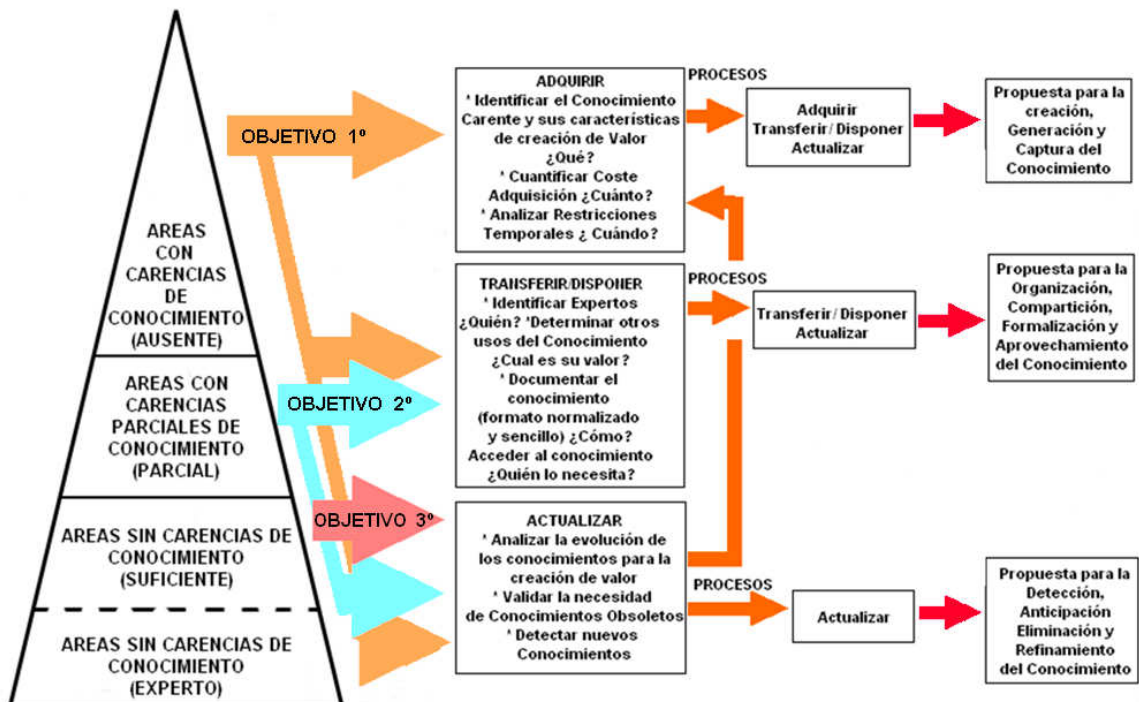 AREAS
CON
CARENCIAS
DE
CONOCIMIENTO
(AUSENTE)
AREAS CON
CARENCIAS
PARCIALES DE
CONOCIMIENTO
(PARCIAL)
AREAS SIN CARENCIAS DE
CONOCIMIENTO
(SUFICIENTE)
AREAS SIN CARENCIAS DE
CONOCIMIENTO
(EXPERTO)
OBJETIVO 1º
OBJETIVO 2º
OBJETIVO 3º
ADQUIRIR
* Identificar el Conocimiento
Carente y sus características
de creación de Valor
¿Qué?
* Cuantificar Coste
Adquisición ¿Cuánto?
* Analizar Restricciones
Temporales ¿ Cuándo?
PROCESOS
Adquirir
Transferir/ Disponer
Actualizar
Propuesta para la
creación,
Generación y
Captura del
Conocimiento
TRANSFERIR/DISPONER
* Identificar Expertos
¿Quién? *Determinar otros
usos del Conocimiento
¿Cual es su valor?
* Documentar el
conocimiento
(formato normalizado
y sencillo) ¿Cómo?
Acceder al conocimiento
¿Quién lo necesita?
PROCESOS
Transferir/ Disponer
Actualizar
Propuesta para la
Organización,
Compartición,
Formalización y
Aprovechamiento
del Conocimiento
ACTUALIZAR
* Analizar la evolución de
los conocimientos para la
creación de valor
* Validar la necesidad
de Conocimientos Obsoletos
* Detectar nuevos
Conocimientos
PROCESOS
Actualizar
Propuesta para la
Detección,
Anticipación
Eliminación y
Refinamiento
del Conocimiento